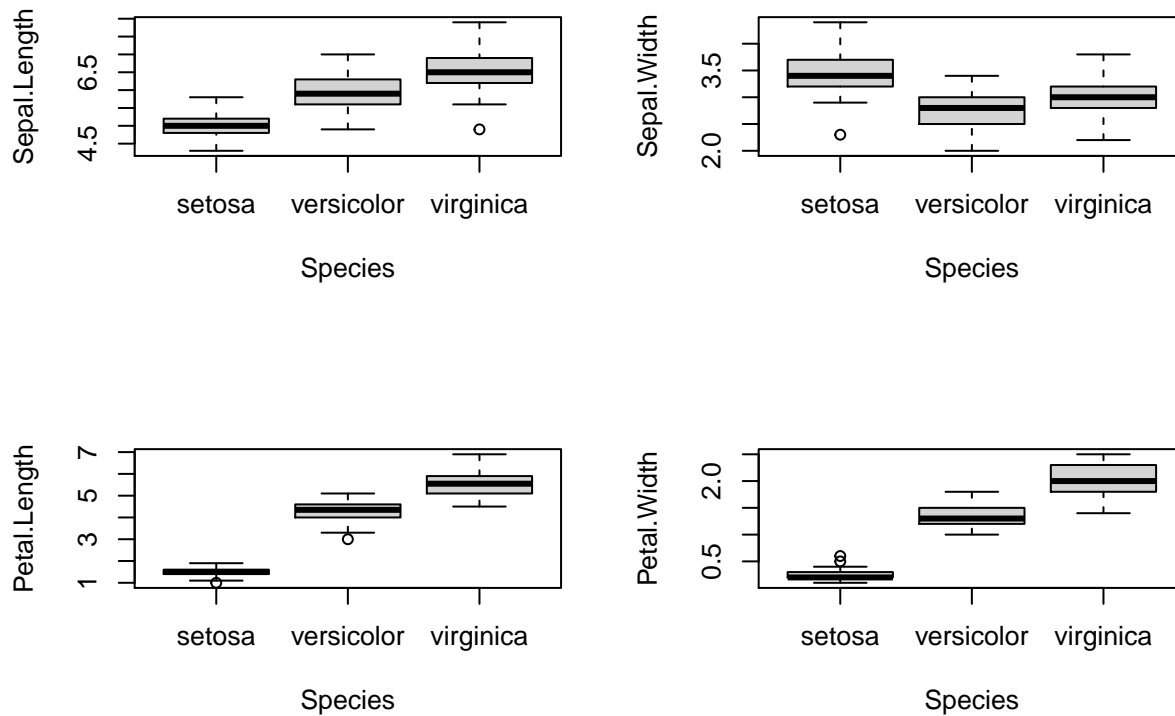 Sepal.Length
6.5
4.5
setosa versicolor virginica
Species
Sepal.Width
3.5
2.0
setosa versicolor virginica
Species
Petal.Length
7
5
3
1
setosa versicolor virginica
Species
Petal.Width
2.0
0.5
setosa versicolor virginica
Species